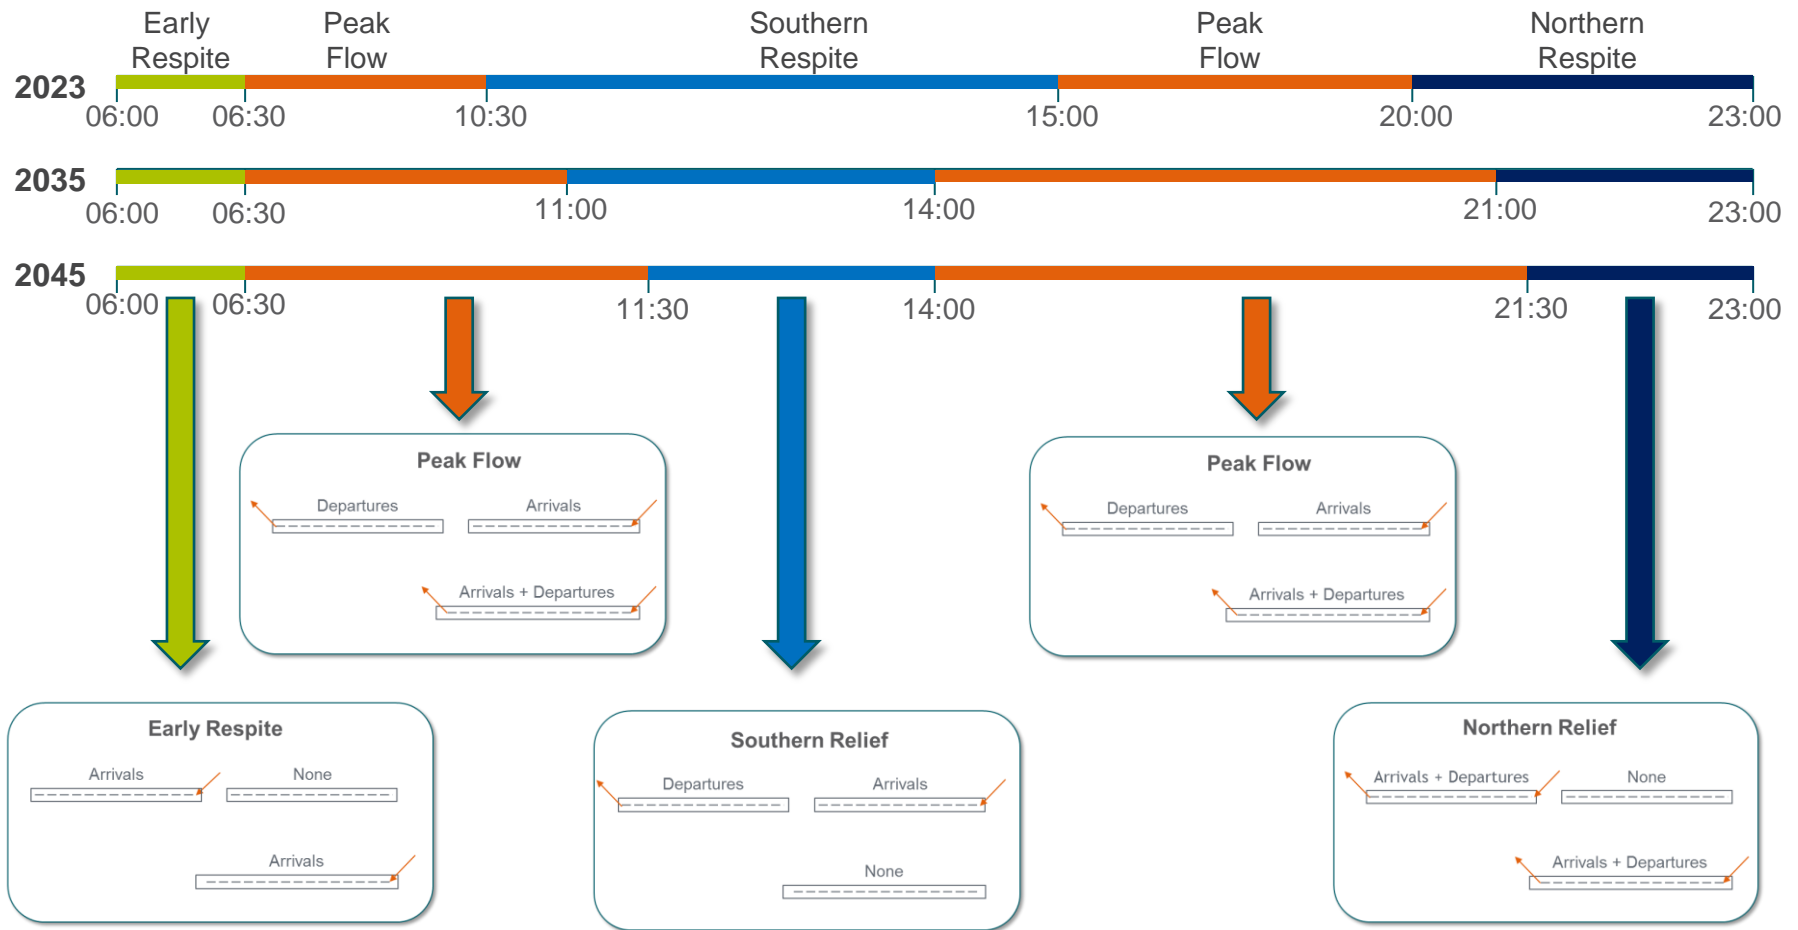 Early
Respite
Peak
Flow
Southern
Respite
Peak
Flow
Northern
Respite
2023
06:00 06:30 10:30 15:00 20:00 23:00
2035
06:00 06:30 11:00 14:00 21:00 23:00
2045
06:00 06:30 11:30 14:00 21:30 23:00
Peak Flow
Departures Arrivals
Arrivals + Departures
Peak Flow
Departures Arrivals
Arrivals + Departures
Early Respite
Arrivals None
Arrivals
Southern Relief
Departures Arrivals
None
Northern Relief
Arrivals + Departures None
Arrivals + Departures